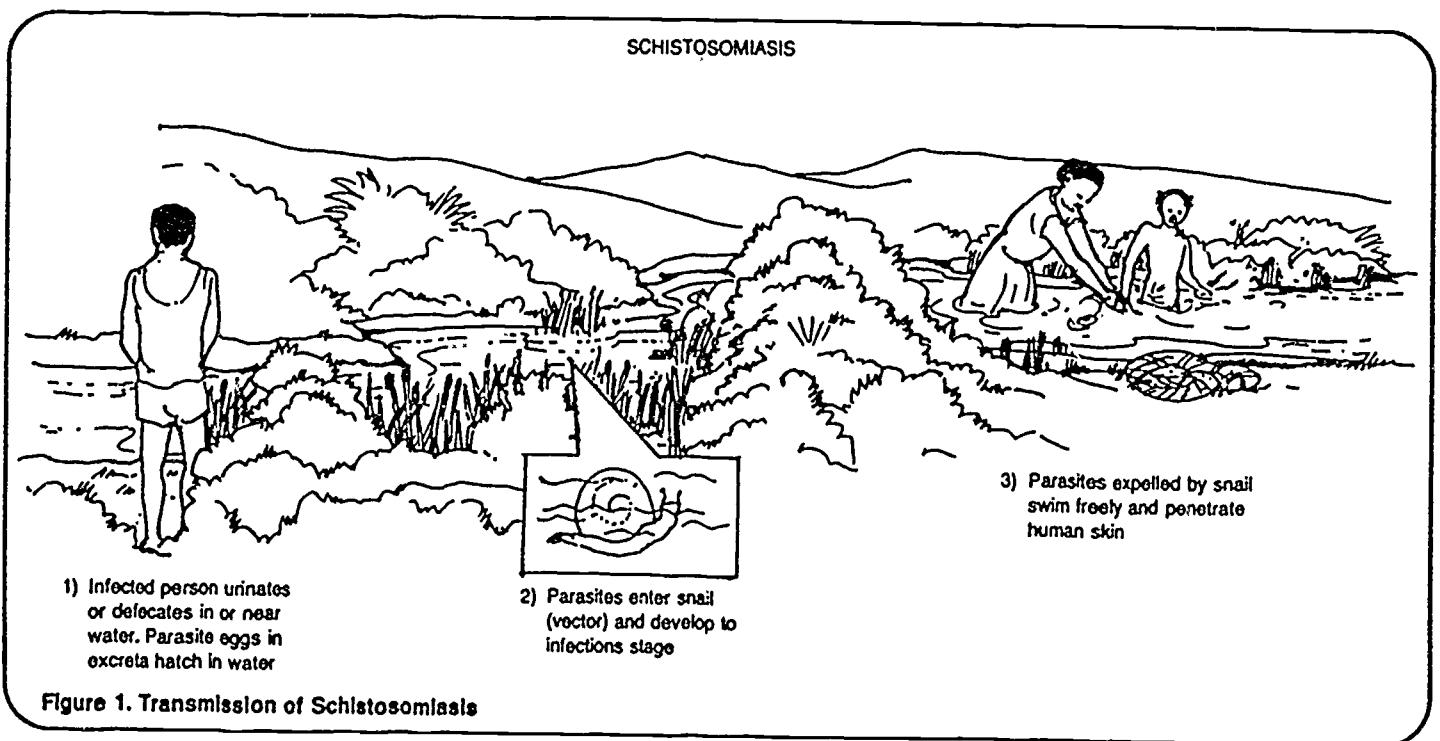 SCHISTOSOMIASIS
1) Infected person urinates
or defecates in or near
water. Parasite eggs in
excreta hatch in water
2) Parasites enter snail
(vector) and develop to
infections stage
3) Parasites expelled by snail
swim freely and penetrate
human skin
Figure 1. Transmission of Schistosomiasis